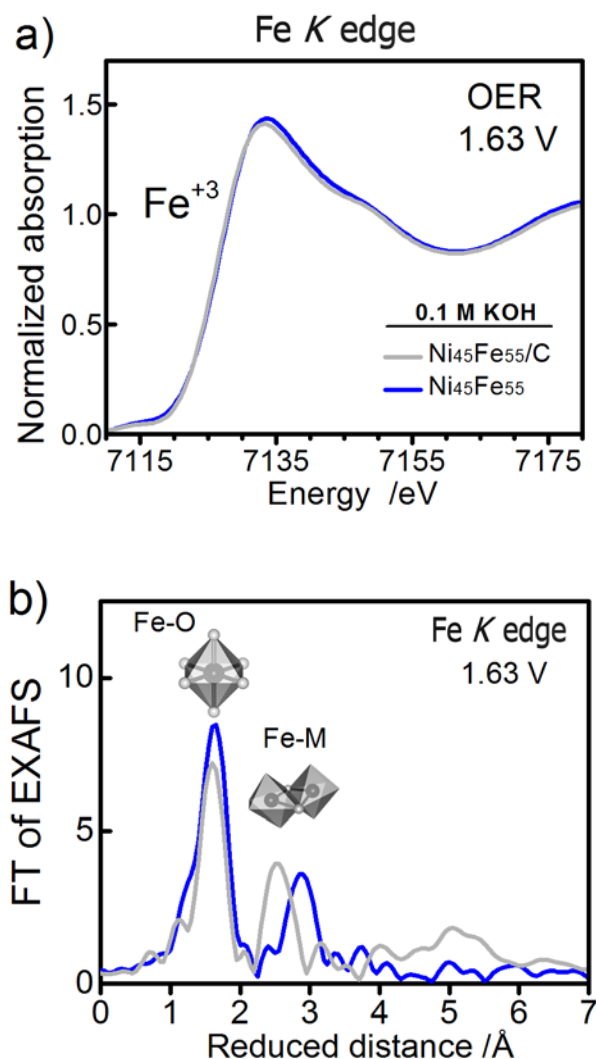 a)
Fe K edge
1.5
1.0
0.5
0.0
Normalized absorption
OER
1.63 V
Fe+3
0.1 M KOH
Ni45Fe55/C
Ni45Fe55
7115 7135 7155 7175
Energy /eV
b)
Fe-O
Fe K edge
1.63 V
Fe-M
10
5
0
FT of EXAFS
0 1 2 3 4 5 6 7
Reduced distance /Å